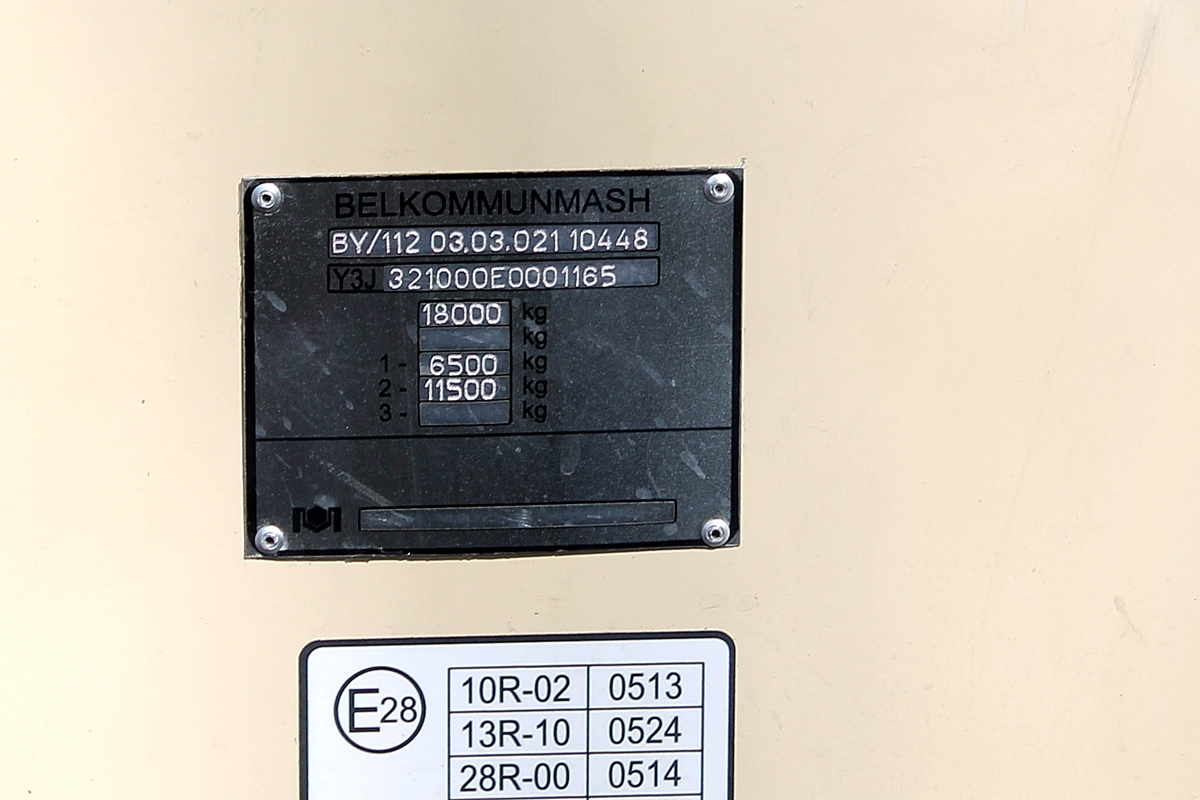 BELKOMMUNMASH
BY/112 03.03.021 10448
Y3J 321000E0001165
18000 kg
kg
1 - 6500 kg
2 - 11500 kg
3 - kg
E28
10R-02 0513
13R-10 0524
28R-00 0514